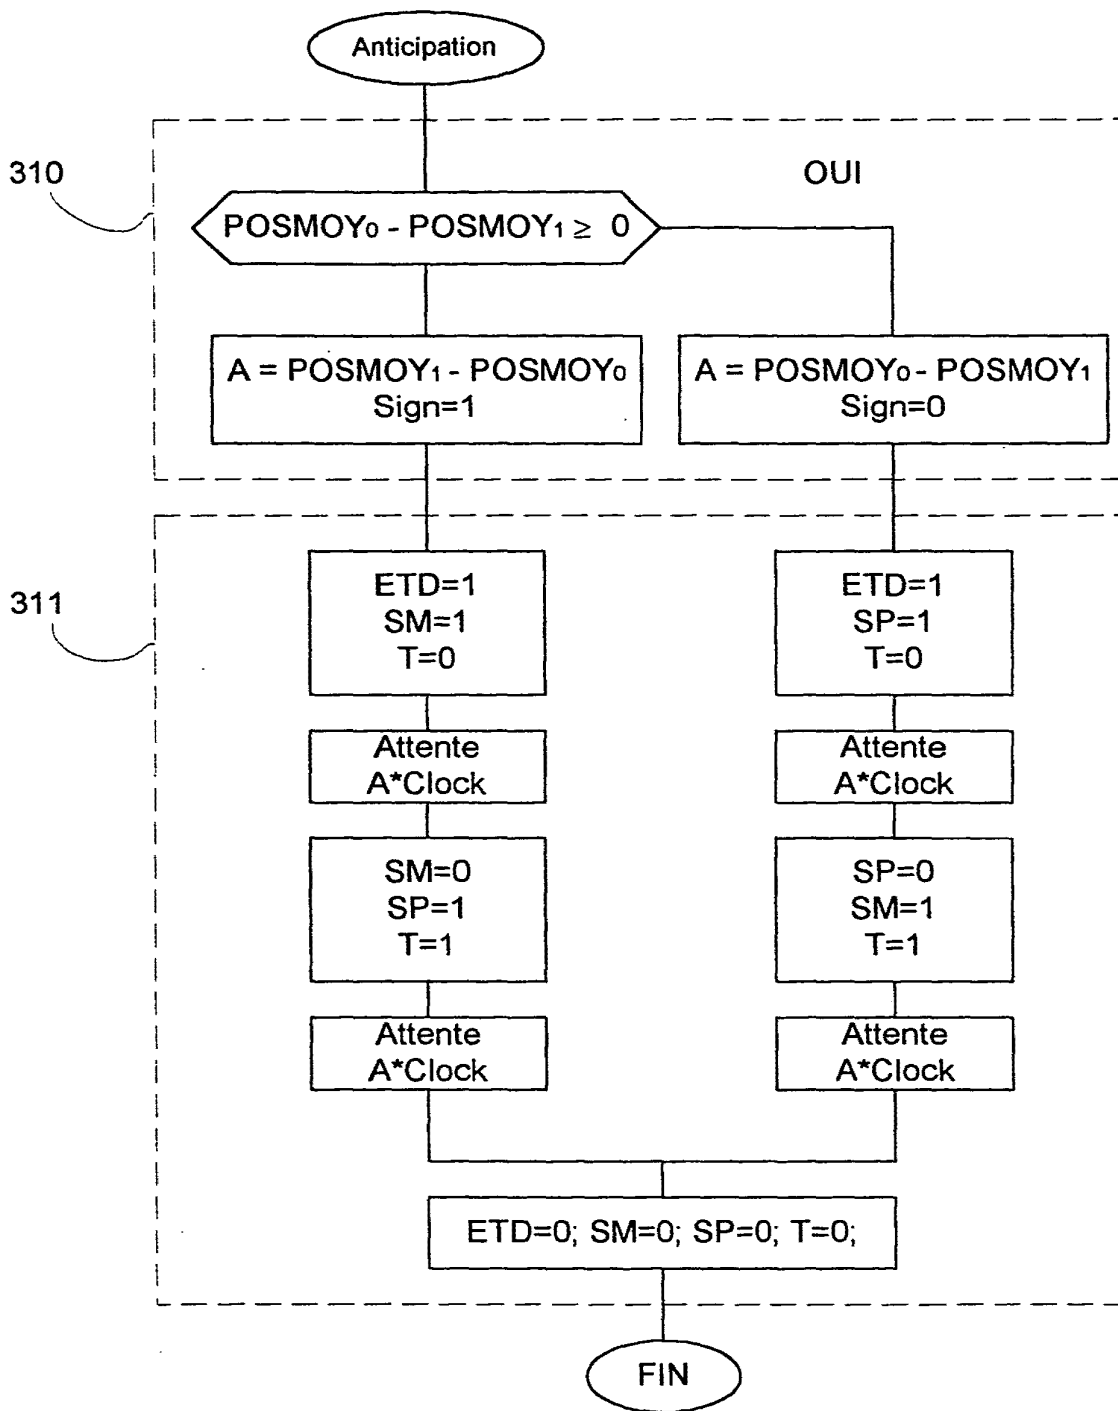 Anticipation
310
OUI
POSMOY₀ - POSMOY₁ ≥ 0
A = POSMOY₁ - POSMOY₀
Sign=1
A = POSMOY₀ - POSMOY₁
Sign=0
311
ETD=1
SM=1
T=0
ETD=1
SP=1
T=0
Attente
A*Clock
Attente
A*Clock
SM=0
SP=1
T=1
SP=0
SM=1
T=1
Attente
A*Clock
Attente
A*Clock
ETD=0; SM=0; SP=0; T=0;
FIN